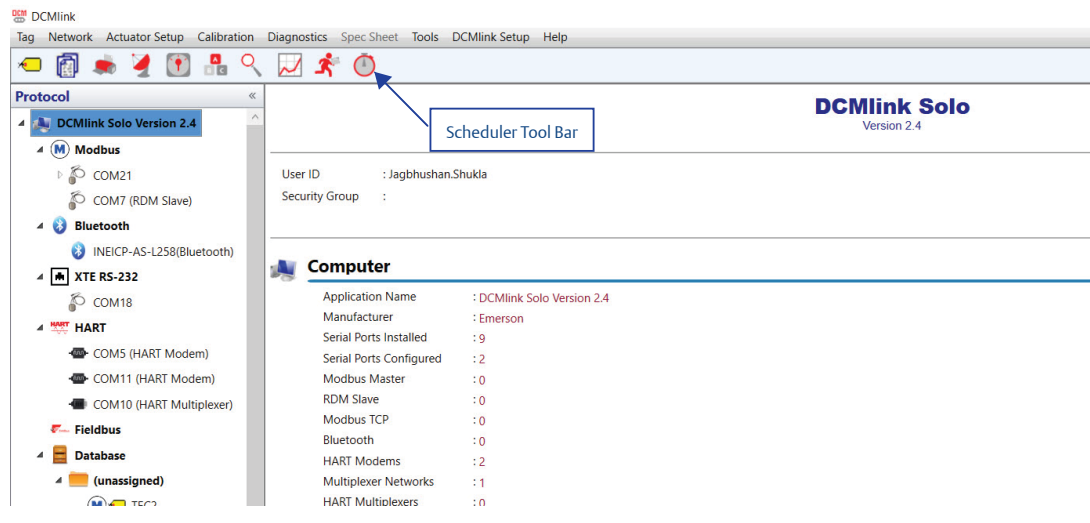 DCMlink
Tag Network Actuator Setup Calibration Diagnostics Spec Sheet Tools DCMlink Setup Help
Protocol «
DCMlink Solo Version 2.4
Modbus
COM21
COM7 (RDM Slave)
Bluetooth
INEICP-AS-L258(Bluetooth)
XTE RS-232
COM18
HART
COM5 (HART Modem)
COM11 (HART Modem)
COM10 (HART Multiplexer)
Fieldbus
Database
(unassigned)
TEC2
Scheduler Tool Bar
DCMlink Solo
Version 2.4
User ID : Jagbhushan.Shukla
Security Group :
Computer
Application Name : DCMlink Solo Version 2.4
Manufacturer : Emerson
Serial Ports Installed : 9
Serial Ports Configured : 2
Modbus Master : 0
RDM Slave : 0
Modbus TCP : 0
Bluetooth : 0
HART Modems : 2
Multiplexer Networks : 1
HART Multiplexers : 0